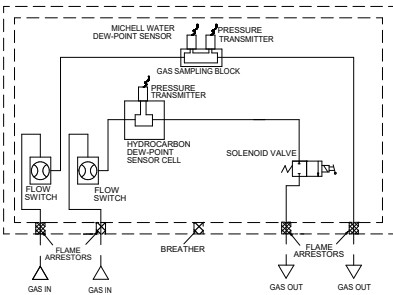 MICHELL WATER
DEW-POINT SENSOR
PRESSURE
TRANSMITTER
GAS SAMPLING BLOCK
PRESSURE
TRANSMITTER
HYDROCARBON
DEW-POINT
SENSOR CELL
SOLENOID VALVE
FLOW
SWITCH
FLOW
SWITCH
FLAME
ARRESTORS
BREATHER
FLAME
ARRESTORS
GAS IN
GAS IN
GAS OUT
GAS OUT